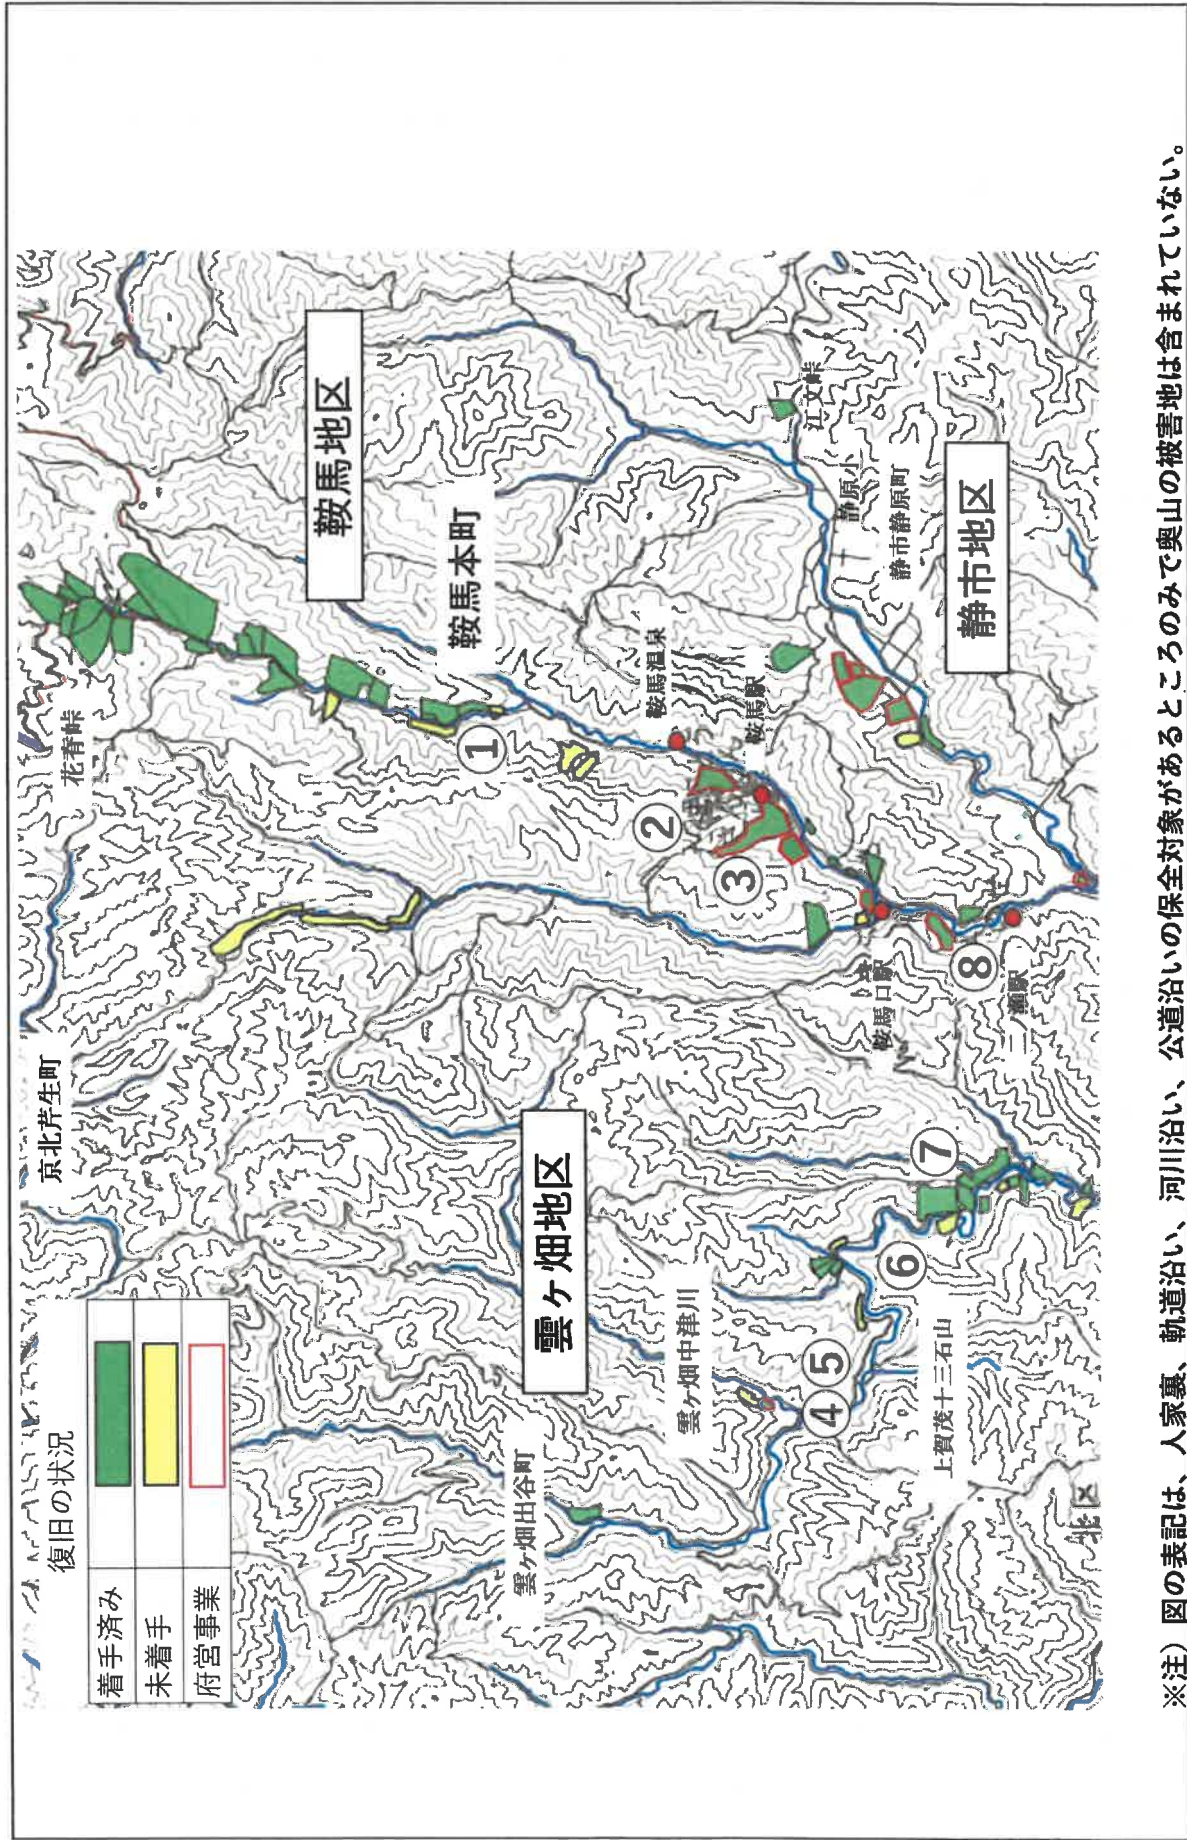 復旧の状況
着手済み
未着手
府営事業
京北芹生町
花脊峠
鞍馬地区
鞍馬本町
①
鞍馬温泉
鞍馬駅
②
③
江文峠
静原小
静市静原町
静市地区
雲ヶ畑地区
雲ヶ畑出谷町
雲ヶ畑中津川
④
⑤
⑥
⑦
上賀茂十三石山
鞍馬口駅
二ノ瀬駅
⑧
北区
※注）図の表記は、人家裏、軌道沿い、河川沿い、公道沿いの保全対象があるところのみで奥山の被害地は含まれていない。